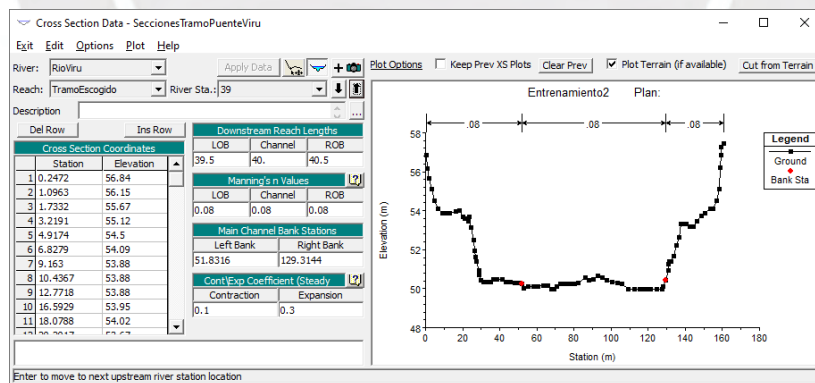 Cross Section Data - SeccionesTramoPuenteViru
Exit Edit Options Plot Help
River: RioViru Apply Data
Reach: TramoEscogido River Sta.: 39
Description ...
Del Row Ins Row
Cross Section Coordinates
Station Elevation
1 0.2472 56.84
2 1.0963 56.15
3 1.7332 55.67
4 3.2191 55.12
5 4.9174 54.5
6 6.8279 54.09
7 9.163 53.88
8 10.4367 53.88
9 12.7718 53.88
10 16.5929 53.95
11 18.0788 54.02
Downstream Reach Lengths
LOB Channel ROB
39.5 40. 40.5
Manning's n Values
LOB Channel ROB
0.08 0.08 0.08
Main Channel Bank Stations
Left Bank Right Bank
51.8316 129.3144
Cont\Exp Coefficient (Steady
Contraction Expansion
0.1 0.3
Plot Options Keep Prev XS Plots Clear Prev Plot Terrain (if available) Cut from Terrain
Entrenamiento2 Plan:
.08 .08 .08
58
56
54
52
50
48
Elevation (m)
0 20 40 60 80 100 120 140 160 180
Station (m)
Legend
Ground
Bank Sta
Enter to move to next upstream river station location